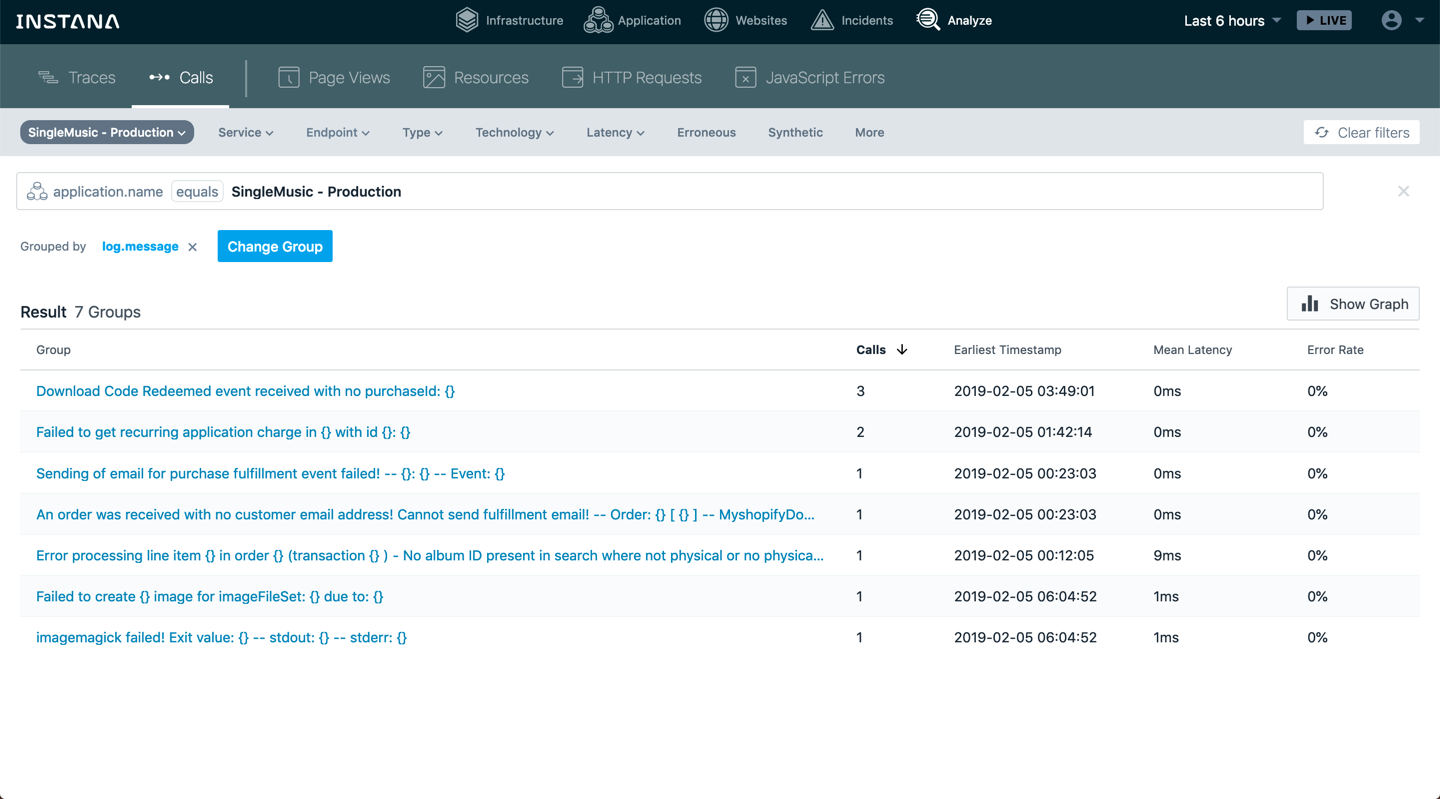 INSTANA Infrastructure Application Websites Incidents Analyze Last 6 hours LIVE
Traces Calls Page Views Resources HTTP Requests JavaScript Errors
SingleMusic - Production Service Endpoint Type Technology Latency Erroneous Synthetic More Clear filters
application.name equals SingleMusic - Production
Grouped by log.message Change Group
Result 7 Groups Show Graph
Group Calls Earliest Timestamp Mean Latency Error Rate
Download Code Redeemed event received with no purchaseId: {} 3 2019-02-05 03:49:01 0ms 0%
Failed to get recurring application charge in {} with id {}: {} 2 2019-02-05 01:42:14 0ms 0%
Sending of email for purchase fulfillment event failed! -- {}: {} -- Event: {} 1 2019-02-05 00:23:03 0ms 0%
An order was received with no customer email address! Cannot send fulfillment email! -- Order: {} [ {} ] -- MyshopifyDo... 1 2019-02-05 00:23:03 0ms 0%
Error processing line item {} in order {} (transaction {} ) - No album ID present in search where not physical or no physica... 1 2019-02-05 00:12:05 9ms 0%
Failed to create {} image for imageFileSet: {} due to: {} 1 2019-02-05 06:04:52 1ms 0%
imagemagick failed! Exit value: {} -- stdout: {} -- stderr: {} 1 2019-02-05 06:04:52 1ms 0%